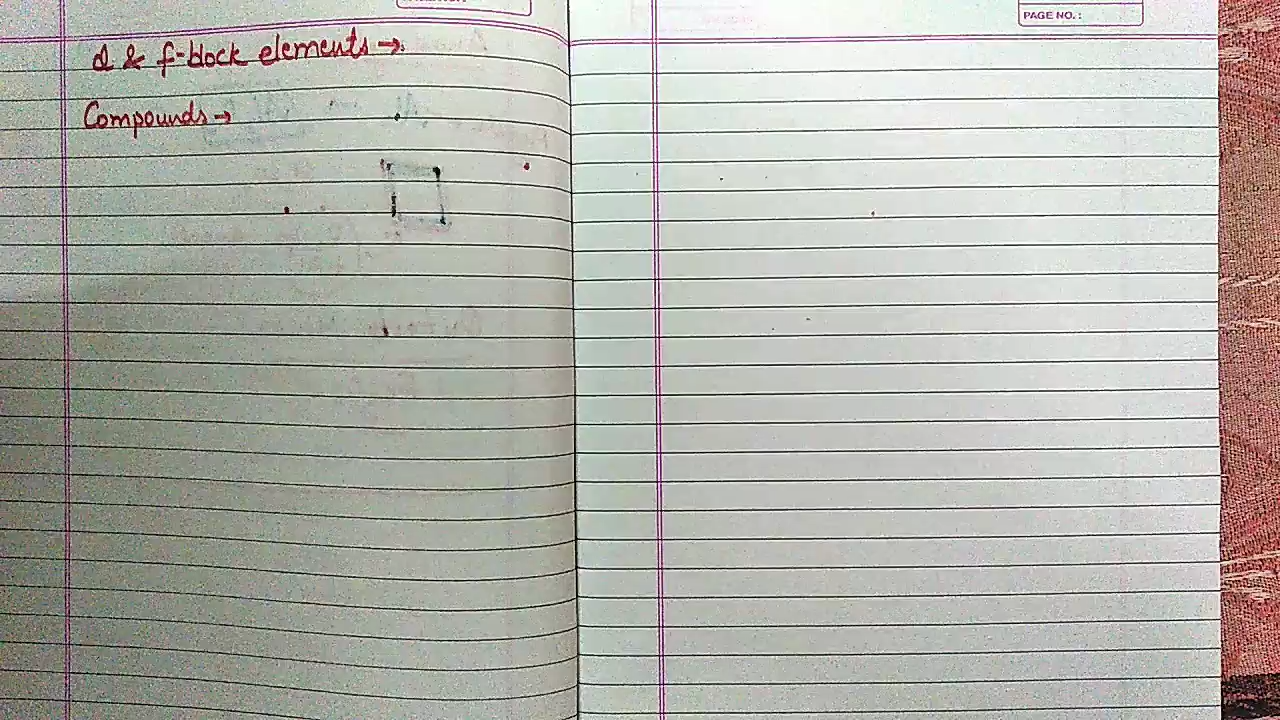 d & f-block elements →
Compounds →
PAGE NO. :